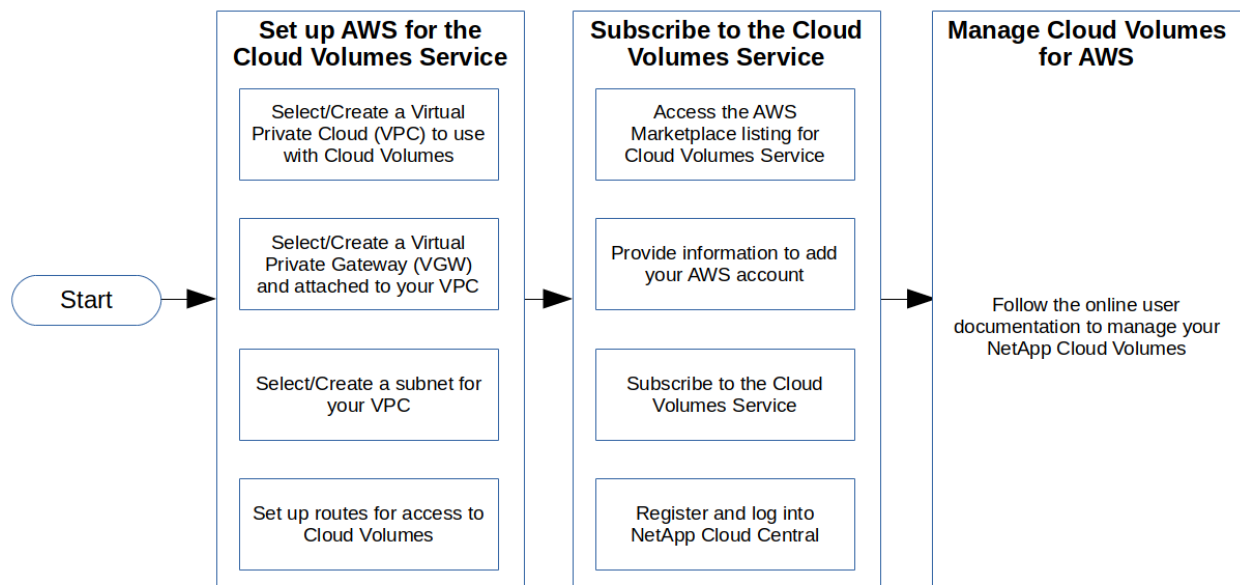 Start
Set up AWS for the
Cloud Volumes Service
Select/Create a Virtual
Private Cloud (VPC) to use
with Cloud Volumes
Select/Create a Virtual
Private Gateway (VGW)
and attached to your VPC
Select/Create a subnet for
your VPC
Set up routes for access to
Cloud Volumes
Subscribe to the Cloud
Volumes Service
Access the AWS
Marketplace listing for
Cloud Volumes Service
Provide information to add
your AWS account
Subscribe to the Cloud
Volumes Service
Register and log into
NetApp Cloud Central
Manage Cloud Volumes
for AWS
Follow the online user
documentation to manage your
NetApp Cloud Volumes